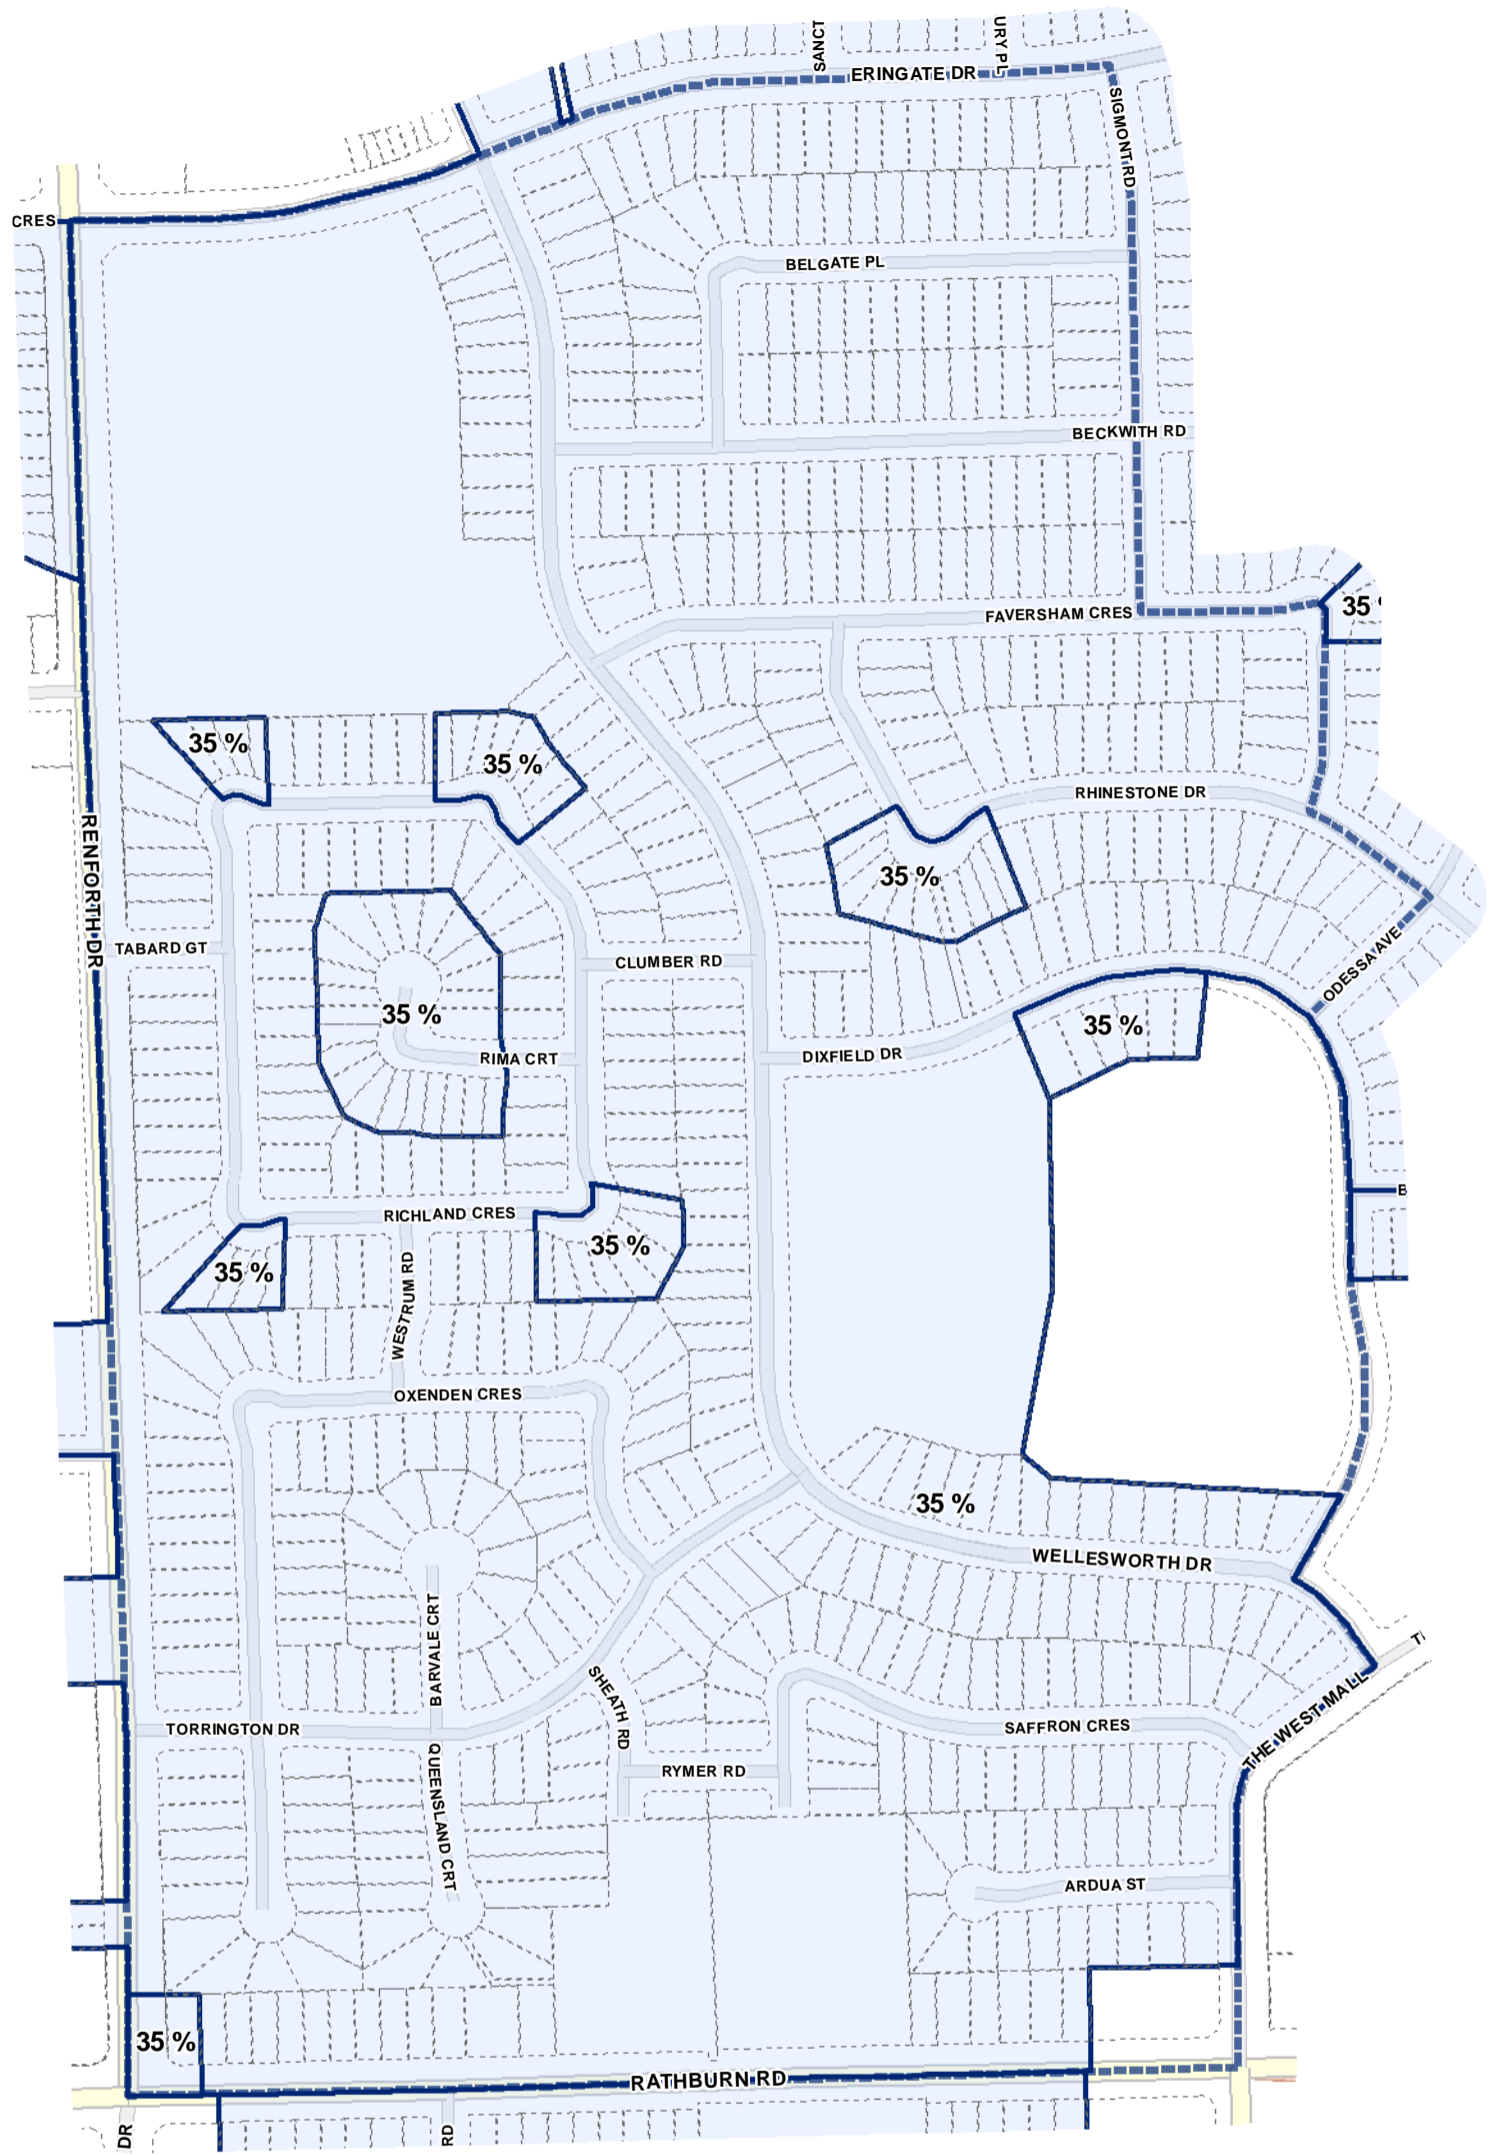 SANCT
URY PL
ERINGATE DR
SIGMONT RD
CRES
BELGATE PL
BECKWITH RD
35
FAVERSHAM CRES
35 %
35 %
RHINESTONE DR
35 %
RENFORTH DR
TABARD GT
CLUMBER RD
ODESSA AVE
35 %
35 %
RIMA CRT
DIXFIELD DR
B
RICHLAND CRES
35 %
35 %
WESTRUM RD
OXENDEN CRES
35 %
WELLESWORTH DR
BARVALE CRT
SHEATH RD
THE WEST MALL
TORRINGTON DR
SAFFRON CRES
QUEENSLAND CRT
RYMER RD
ARDUA ST
35 %
RATHBURN RD
DR
RD